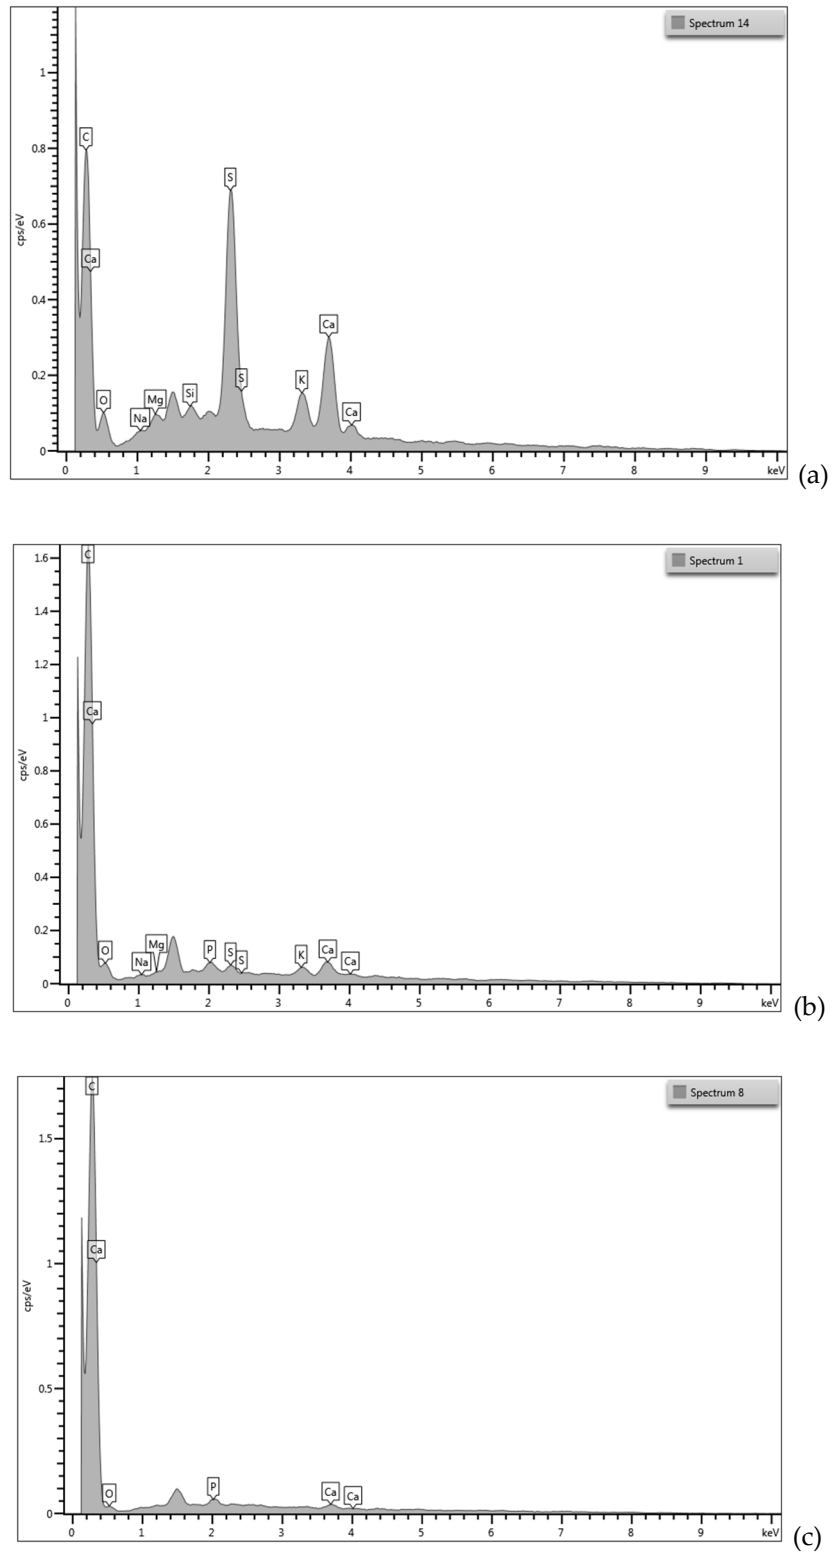 Spectrum 14
1
0.8
0.6
0.4
0.2
0
cps/eV
C
Ca
O
Na
Mg
Si
S
S
K
Ca
Ca
0 1 2 3 4 5 6 7 8 9 keV
(a)
Spectrum 1
1.6
1.4
1.2
1
0.8
0.6
0.4
0.2
0
cps/eV
C
Ca
O
Na
Mg
P
S
S
K
Ca
Ca
0 1 2 3 4 5 6 7 8 9 keV
(b)
Spectrum 8
1.5
1
0.5
0
cps/eV
C
Ca
O
P
Ca
Ca
0 1 2 3 4 5 6 7 8 9 keV
(c)